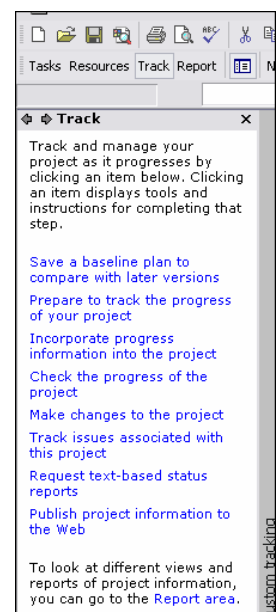 ABC
Tasks Resources Track Report
Track
Track and manage your
project as it progresses by
clicking an item below. Clicking
an item displays tools and
instructions for completing that
step.
Save a baseline plan to
compare with later versions
Prepare to track the progress
of your project
Incorporate progress
information into the project
Check the progress of the
project
Make changes to the project
Track issues associated with
this project
Request text-based status
reports
Publish project information to
the Web
To look at different views and
reports of project information,
you can go to the Report area.
tracking